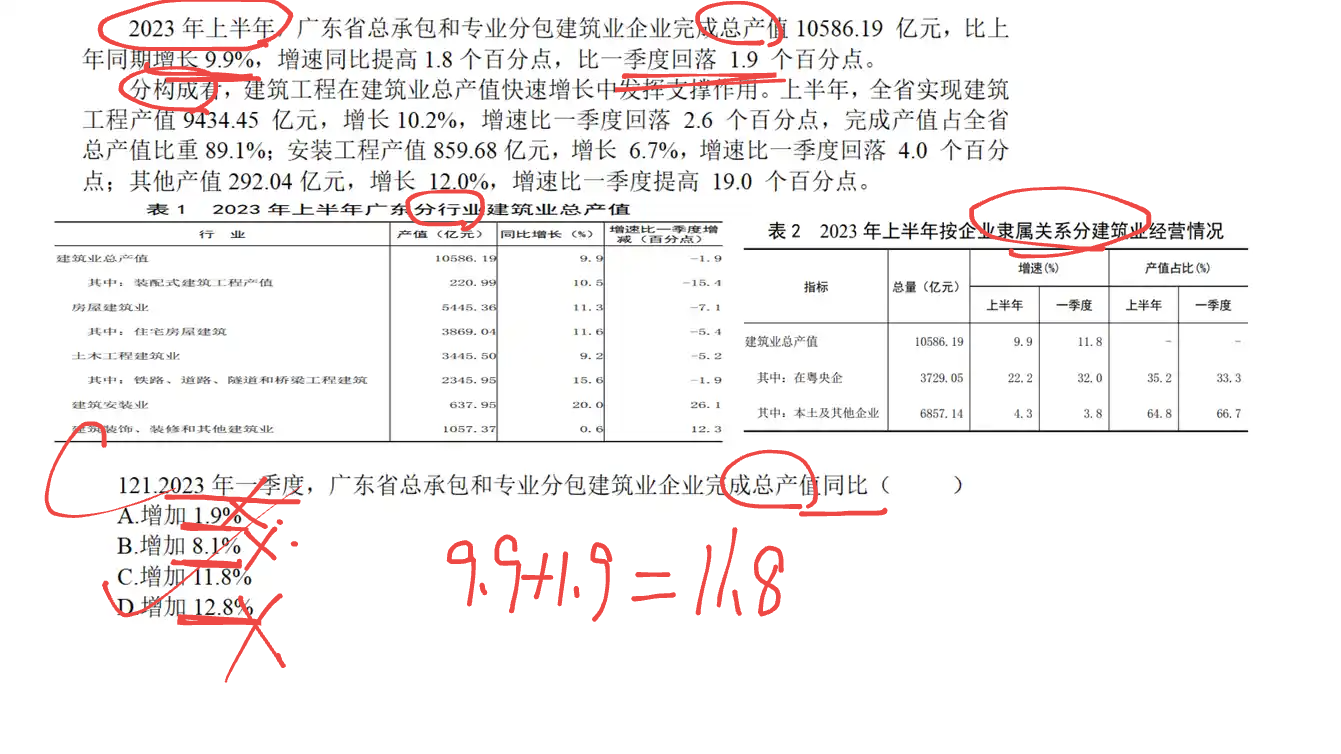 2023 年上半年，广东省总承包和专业分包建筑业企业完成总产值 10586.19 亿元，比上
年同期增长 9.9%，增速同比提高 1.8 个百分点，比一季度回落 1.9 个百分点。
分构成看，建筑工程在建筑业总产值快速增长中发挥支撑作用。上半年，全省实现建筑
工程产值 9434.45 亿元，增长 10.2%，增速比一季度回落 2.6 个百分点，完成产值占全省
总产值比重 89.1%；安装工程产值 859.68 亿元，增长 6.7%，增速比一季度回落 4.0 个百分
点；其他产值 292.04 亿元，增长 12.0%，增速比一季度提高 19.0 个百分点。
表 1 2023 年上半年广东分行业建筑业总产值
行 业 产值（亿元） 同比增长（%） 增速比一季度增减（百分点）
建筑业总产值 10586.19 9.9 -1.9
其中：装配式建筑工程产值 220.99 10.5 -15.4
房屋建筑业 5445.36 11.3 -7.1
其中：住宅房屋建筑 3869.04 11.6 -5.4
土木工程建筑业 3445.50 9.2 -5.2
其中：铁路、道路、隧道和桥梁工程建筑 2345.95 15.6 -1.9
建筑安装业 637.95 20.0 26.1
建筑装饰、装修和其他建筑业 1057.37 0.6 12.3
表 2 2023 年上半年按企业隶属关系分建筑业经营情况
指标 总量（亿元） 增速(%) 产值占比(%)
上半年 一季度 上半年 一季度
建筑业总产值 10586.19 9.9 11.8 - -
其中：在粤央企 3729.05 22.2 32.0 35.2 33.3
其中：本土及其他企业 6857.14 4.3 3.8 64.8 66.7
121.2023 年一季度，广东省总承包和专业分包建筑业企业完成总产值同比（ ）
A.增加 1.9%
B.增加 8.1%
C.增加 11.8%
D.增加 12.8%
9.9+1.9=11.8